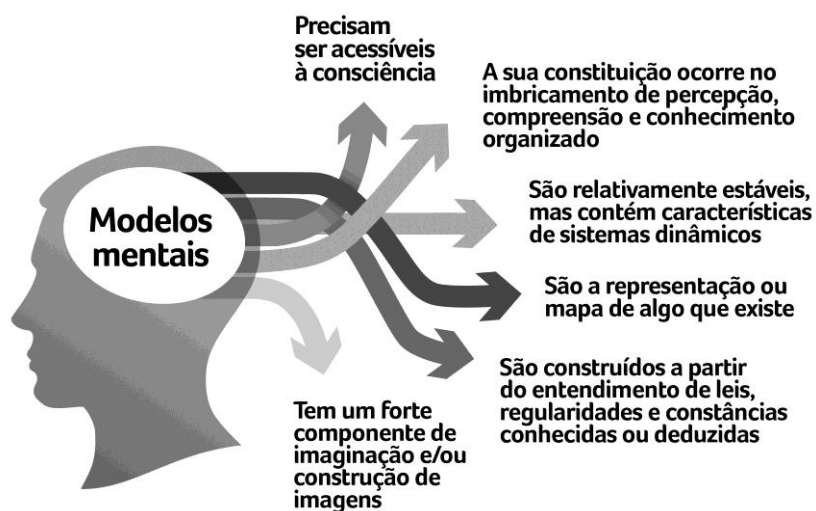 Modelos
mentais
Precisam
ser acessíveis
à consciência
A sua constituição ocorre no
imbricamento de percepção,
compreensão e conhecimento
organizado
São relativamente estáveis,
mas contém características
de sistemas dinâmicos
São a representação ou
mapa de algo que existe
São construídos a partir
do entendimento de leis,
regularidades e constâncias
conhecidas ou deduzidas
Tem um forte
componente de
imaginação e/ou
construção de
imagens